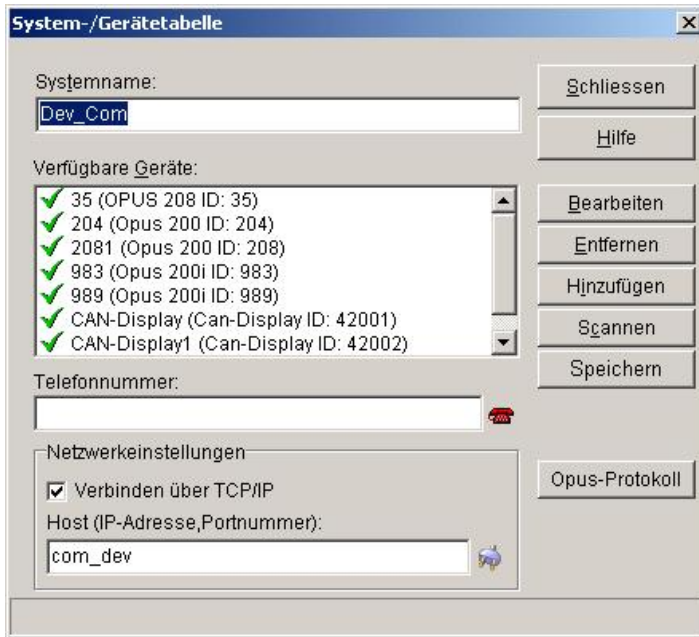 System-/Gerätetabelle
Systemname:
Dev_Com
Verfügbare Geräte:
35 (OPUS 208 ID: 35)
204 (Opus 200 ID: 204)
2081 (Opus 200 ID: 208)
983 (Opus 200i ID: 983)
989 (Opus 200i ID: 989)
CAN-Display (Can-Display ID: 42001)
CAN-Display1 (Can-Display ID: 42002)
Telefonnummer:
Netzwerkeinstellungen
Verbinden über TCP/IP
Host (IP-Adresse,Portnummer):
com_dev
Schliessen
Hilfe
Bearbeiten
Entfernen
Hinzufügen
Scannen
Speichern
Opus-Protokoll